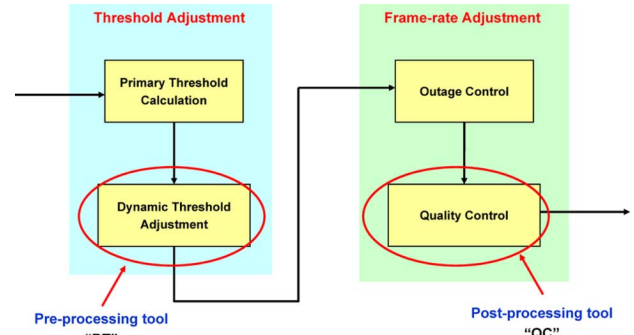 Threshold Adjustment
Primary Threshold
Calculation
Dynamic Threshold
Adjustment
Pre-processing tool
Frame-rate Adjustment
Outage Control
Quality Control
Post-processing tool
"QC"